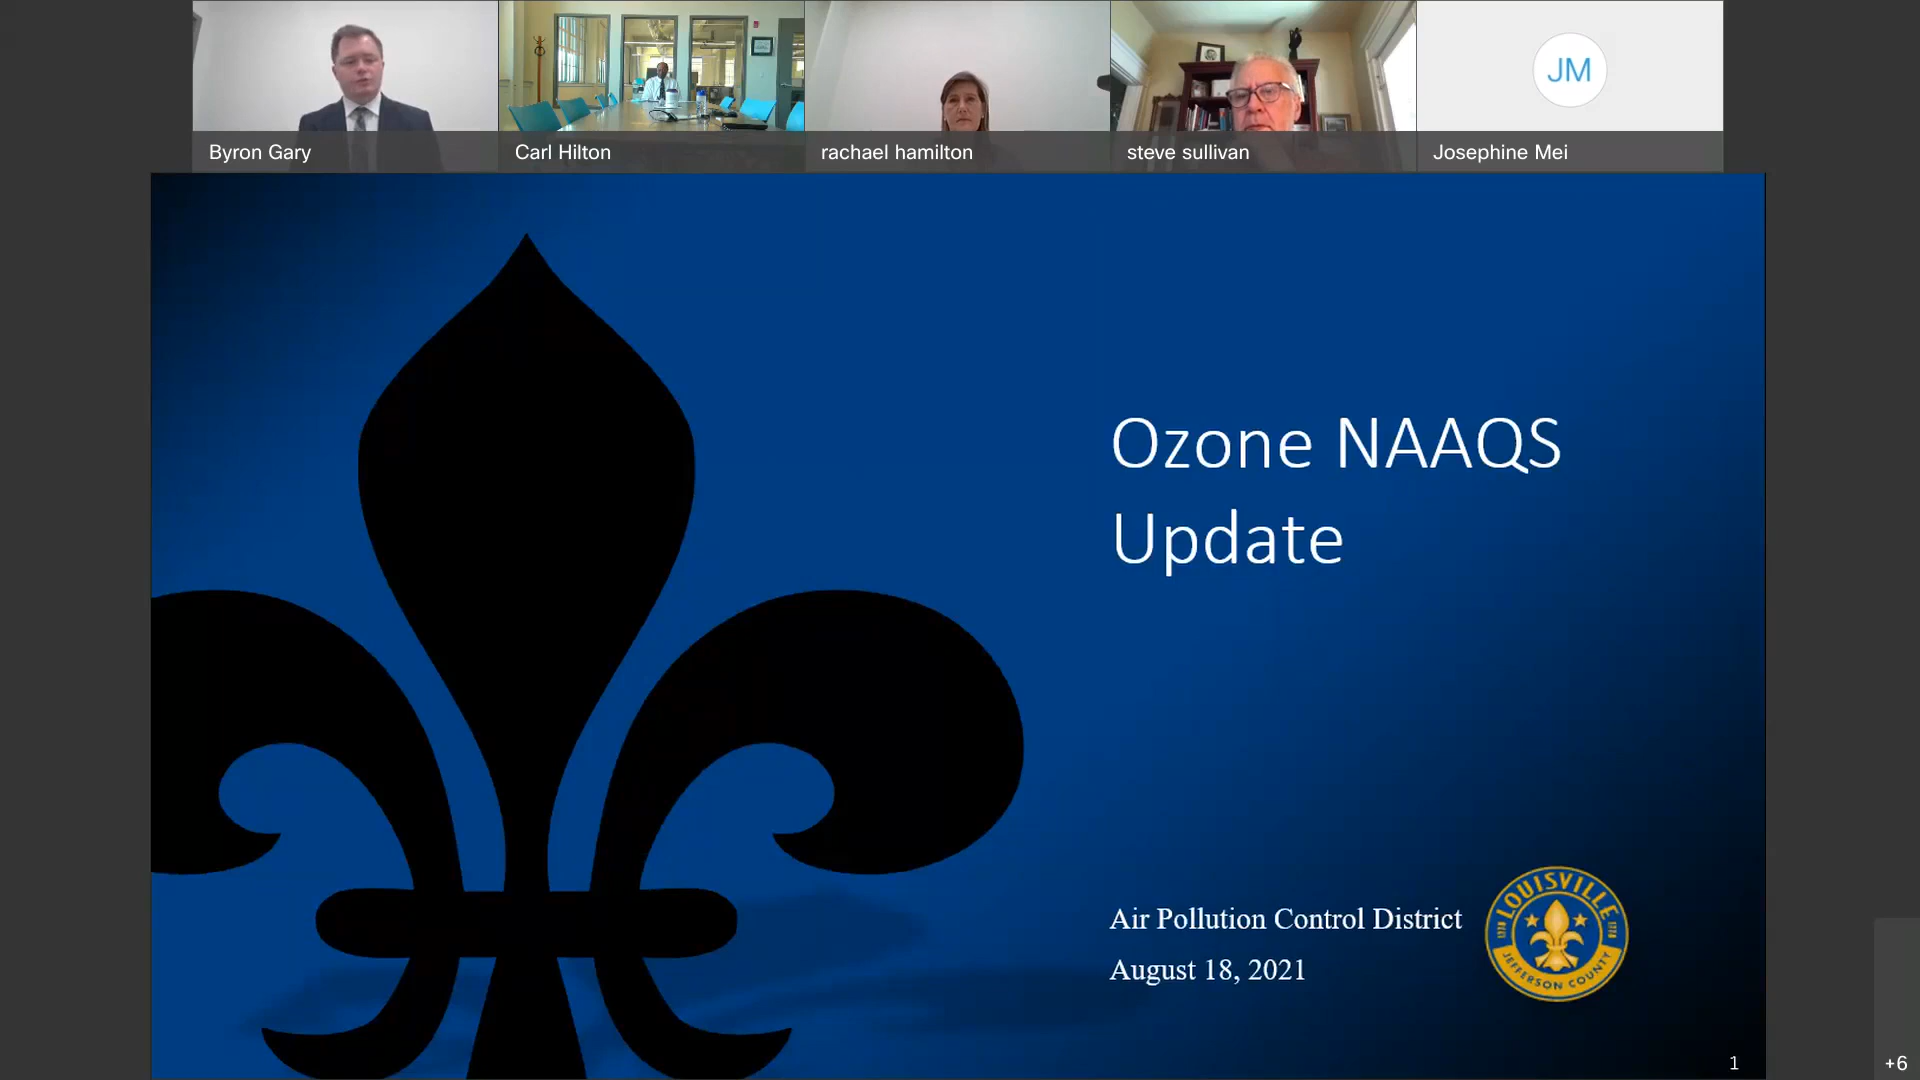 Byron Gary
Carl Hilton
rachael hamilton
steve sullivan
JM
Josephine Mei
Ozone NAAQS
Update
Air Pollution Control District
August 18, 2021
LOUISVILLE
1778
JEFFERSON COUNTY
1
+6